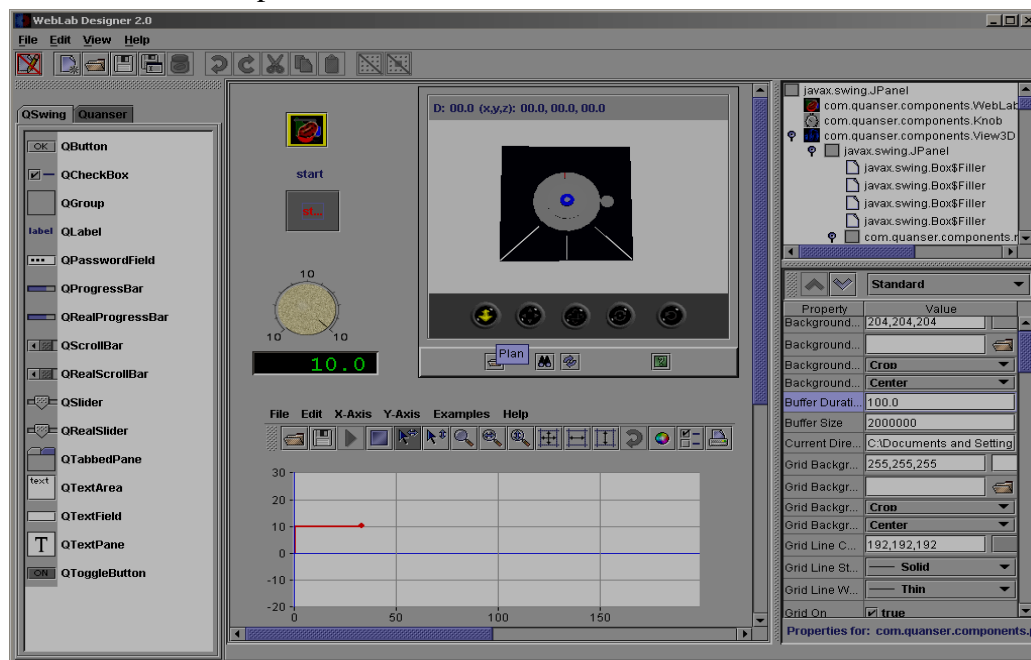 WebLab Designer 2.0
File Edit View Help
QSwing Quanser
OK QButton
QCheckBox
QGroup
label QLabel
QPasswordField
QProgressBar
QRealProgressBar
QScrollBar
QRealScrollBar
QSlider
QRealSlider
QTabbedPane
text QTextArea
QTextField
T QTextPane
ON QToggleButton
start
st...
10
10 10
10.0
D: 00.0 (x,y,z): 00.0, 00.0, 00.0
Plan
File Edit X-Axis Y-Axis Examples Help
30
20
10
0
-10
-20
0 50 100 150
javax.swing.JPanel
com.quanser.components.WebLab
com.quanser.components.Knob
com.quanser.components.View3D
javax.swing.JPanel
javax.swing.Box$Filler
javax.swing.Box$Filler
javax.swing.Box$Filler
javax.swing.Box$Filler
com.quanser.components.r
Standard
Property Value
Background... 204,204,204
Background...
Background... Crop
Background... Center
Buffer Durati... 100.0
Buffer Size 2000000
Current Dire... C:\Documents and Setting
Grid Backgr... 255,255,255
Grid Backgr...
Grid Backgr... Crop
Grid Backgr... Center
Grid Line C... 192,192,192
Grid Line St... Solid
Grid Line W... Thin
Grid On true
Properties for: com.quanser.components.